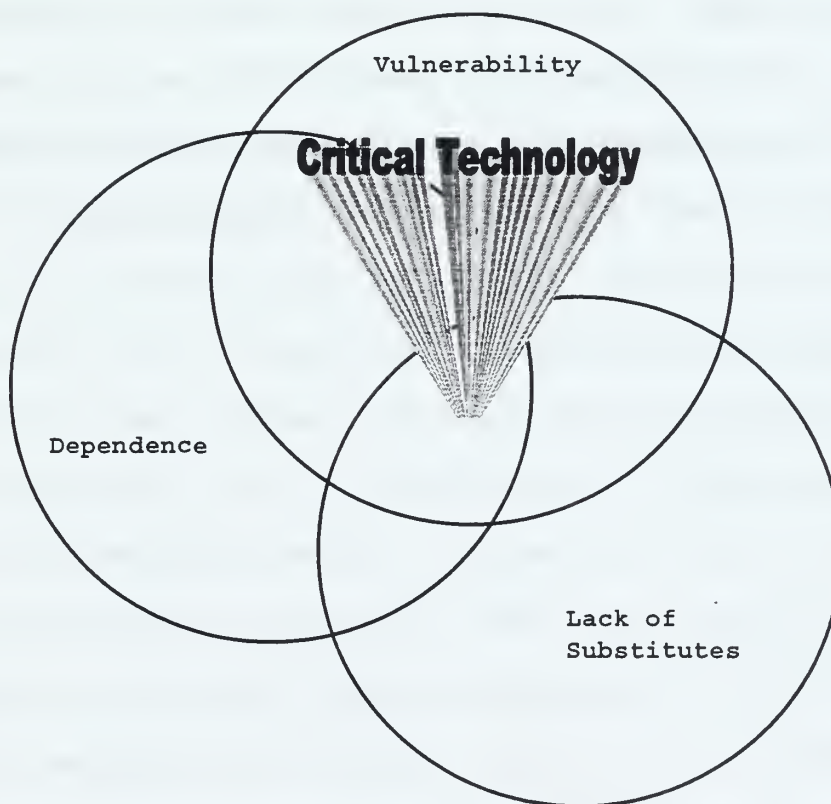 Vulnerability
Critical Technology
Dependence
Lack of
Substitutes